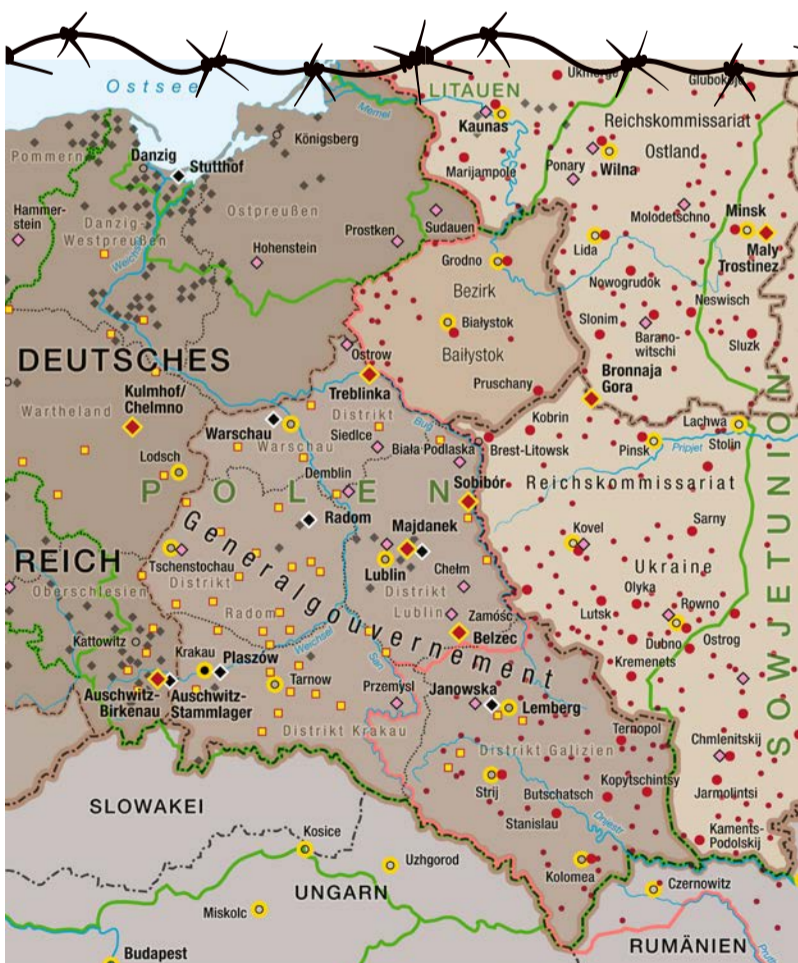 Ostsee
LITAUEN
Ukmerge
Glubokoje
Memel
Kaunas
Reichskommissariat
Ostland
Pommern
Danzig
Stutthof
Königsberg
Marijampole
Ponary
Wilna
Hammer-
stein
Danzig-
Westpreußen
Ostpreußen
Prostken
Sudauen
Molodetschno
Minsk
Maly
Trostinez
Weichsel
Hohenstein
Grodno
Lida
Bezirk
Nowogrudok
Neswisch
Białystok
Baiłystok
Slonim
Barano-
witschi
Sluzk
DEUTSCHES
Ostrow
Treblinka
Pruschany
Bronnaja
Gora
Kulmhof/
Chelmno
Wartheland
Warschau
Distrikt
Warschau
Siedlce
Bug
Biała Podlaska
Kobrin
Brest-Litowsk
Pinsk
Lachwa
Stolin
Pripjet
Lodsch
Demblin
POLEN
Sobibór
Reichskommissariat
Ukraine
Radom
Majdanek
Kovel
Sarny
SOWJETUNION
REICH
Generalgouvernement
Tschenstochau
Distrikt
Radom
Lublin
Distrikt
Lublin
Chełm
Zamość
Belzec
Olyka
Rowno
Lutsk
Dubno
Ostrog
Kremenets
Oberschlesien
Kattowitz
Krakau
Plaszów
Weichsel
San
Auschwitz-
Birkenau
Auschwitz-
Stammlager
Tarnow
Przemysl
Janowska
Lemberg
Distrikt Krakau
Distrikt Galizien
Ternopol
Chmlenitskij
SLOWAKEI
Strij
Butschatsch
Kopytschintsy
Jarmolintsi
Stanislau
Dnjestr
Kaments-
Podolskij
Kosice
Uzhgorod
Kolomea
Czernowitz
UNGARN
Miskolc
Budapest
RUMÄNIEN
Pruth